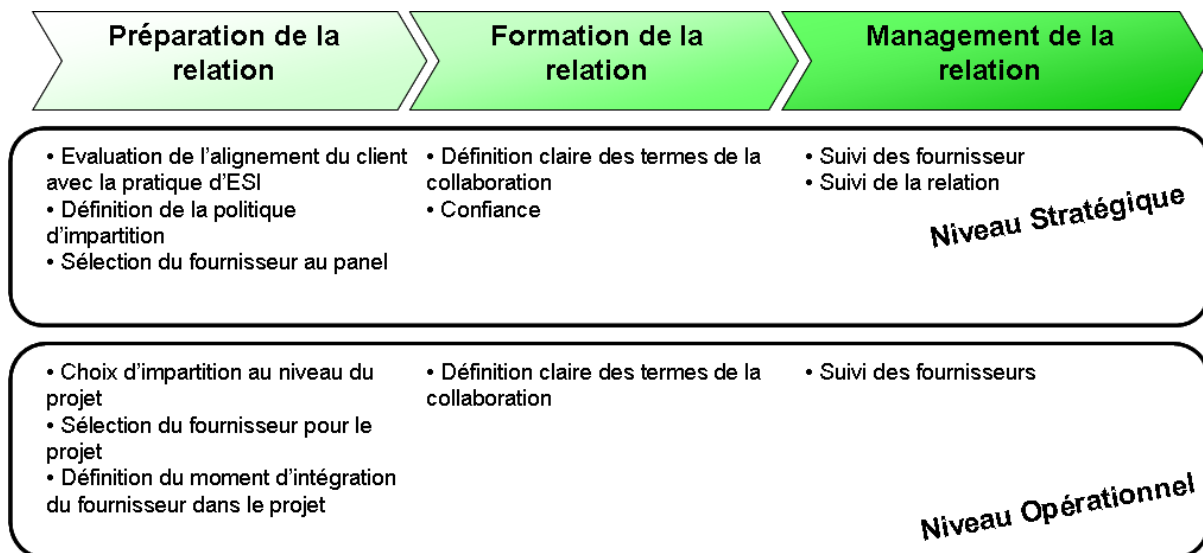 Préparation de la
relation
Formation de la
relation
Management de la
relation
• Evaluation de l'alignement du client
avec la pratique d'ESI
• Définition de la politique
d'impartition
• Sélection du fournisseur au panel
• Définition claire des termes de la
collaboration
• Confiance
• Suivi des fournisseur
• Suivi de la relation
Niveau Stratégique
• Choix d'impartition au niveau du
projet
• Sélection du fournisseur pour le
projet
• Définition du moment d'intégration
du fournisseur dans le projet
• Définition claire des termes de la
collaboration
• Suivi des fournisseurs
Niveau Opérationnel